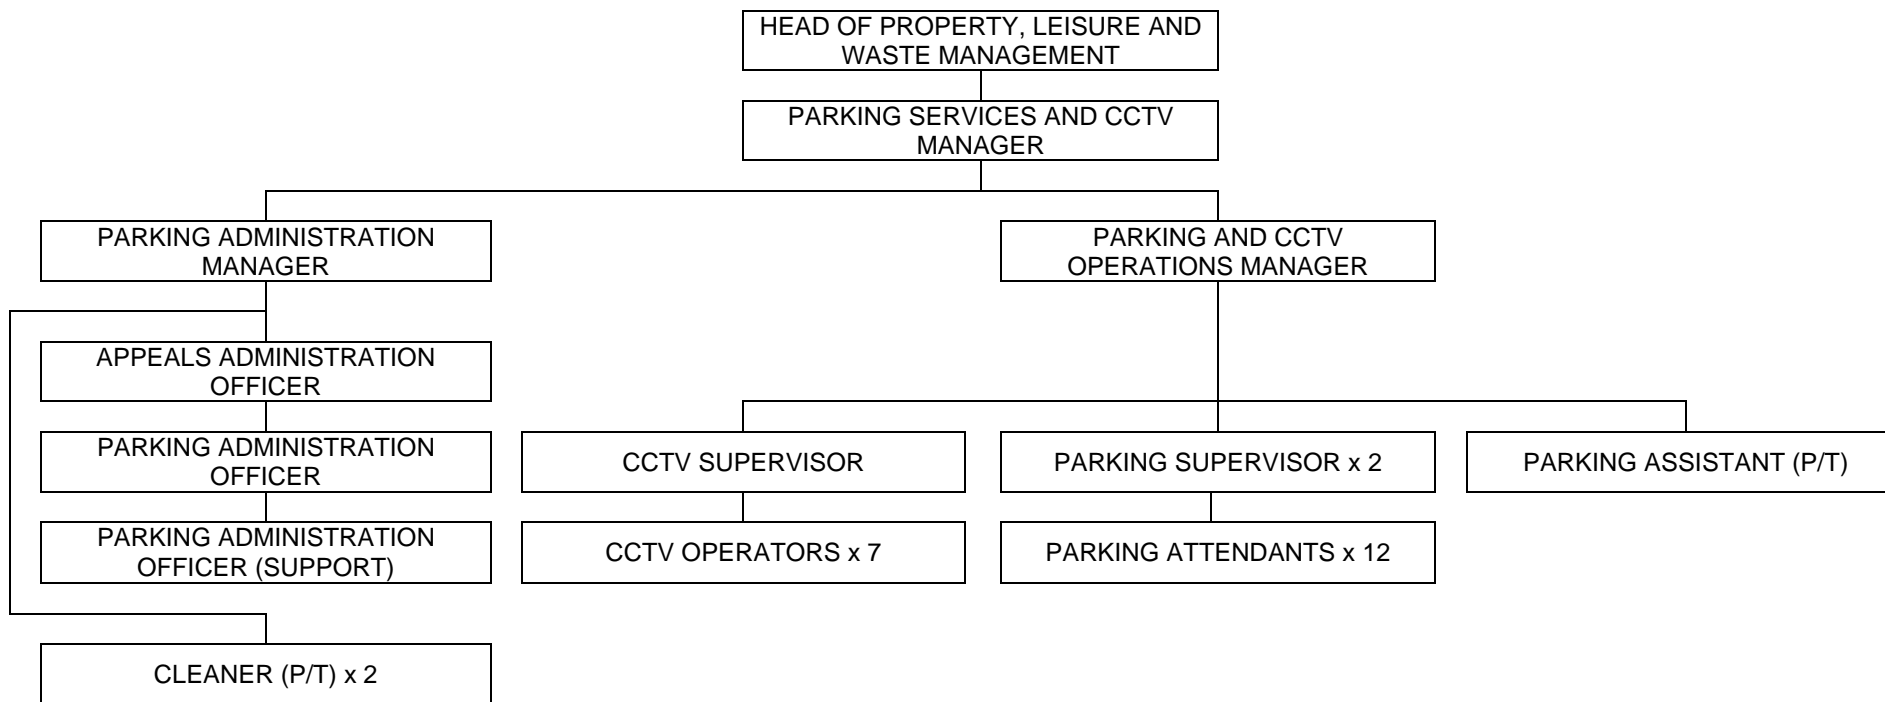 HEAD OF PROPERTY, LEISURE AND
WASTE MANAGEMENT
PARKING SERVICES AND CCTV
MANAGER
PARKING ADMINISTRATION
MANAGER
PARKING AND CCTV
OPERATIONS MANAGER
APPEALS ADMINISTRATION
OFFICER
PARKING ADMINISTRATION
OFFICER
CCTV SUPERVISOR
PARKING SUPERVISOR x 2
PARKING ASSISTANT (P/T)
PARKING ADMINISTRATION
OFFICER (SUPPORT)
CCTV OPERATORS x 7
PARKING ATTENDANTS x 12
CLEANER (P/T) x 2